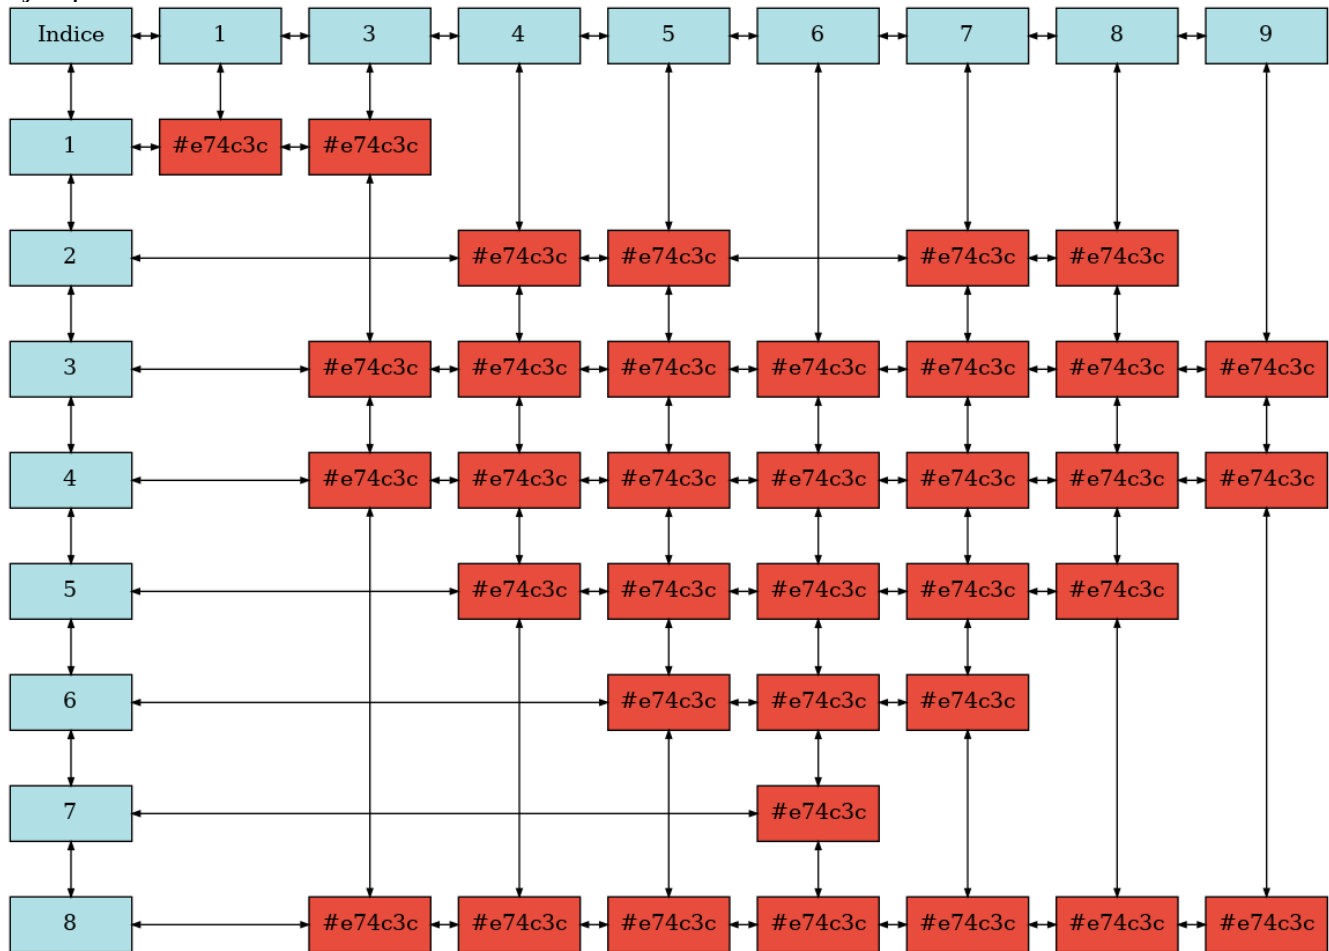 Indice 1 3 4 5 6 7 8 9
1 #e74c3c #e74c3c
2 #e74c3c #e74c3c #e74c3c #e74c3c
3 #e74c3c #e74c3c #e74c3c #e74c3c #e74c3c #e74c3c #e74c3c
4 #e74c3c #e74c3c #e74c3c #e74c3c #e74c3c #e74c3c #e74c3c
5 #e74c3c #e74c3c #e74c3c #e74c3c #e74c3c
6 #e74c3c #e74c3c #e74c3c
7 #e74c3c
8 #e74c3c #e74c3c #e74c3c #e74c3c #e74c3c #e74c3c #e74c3c